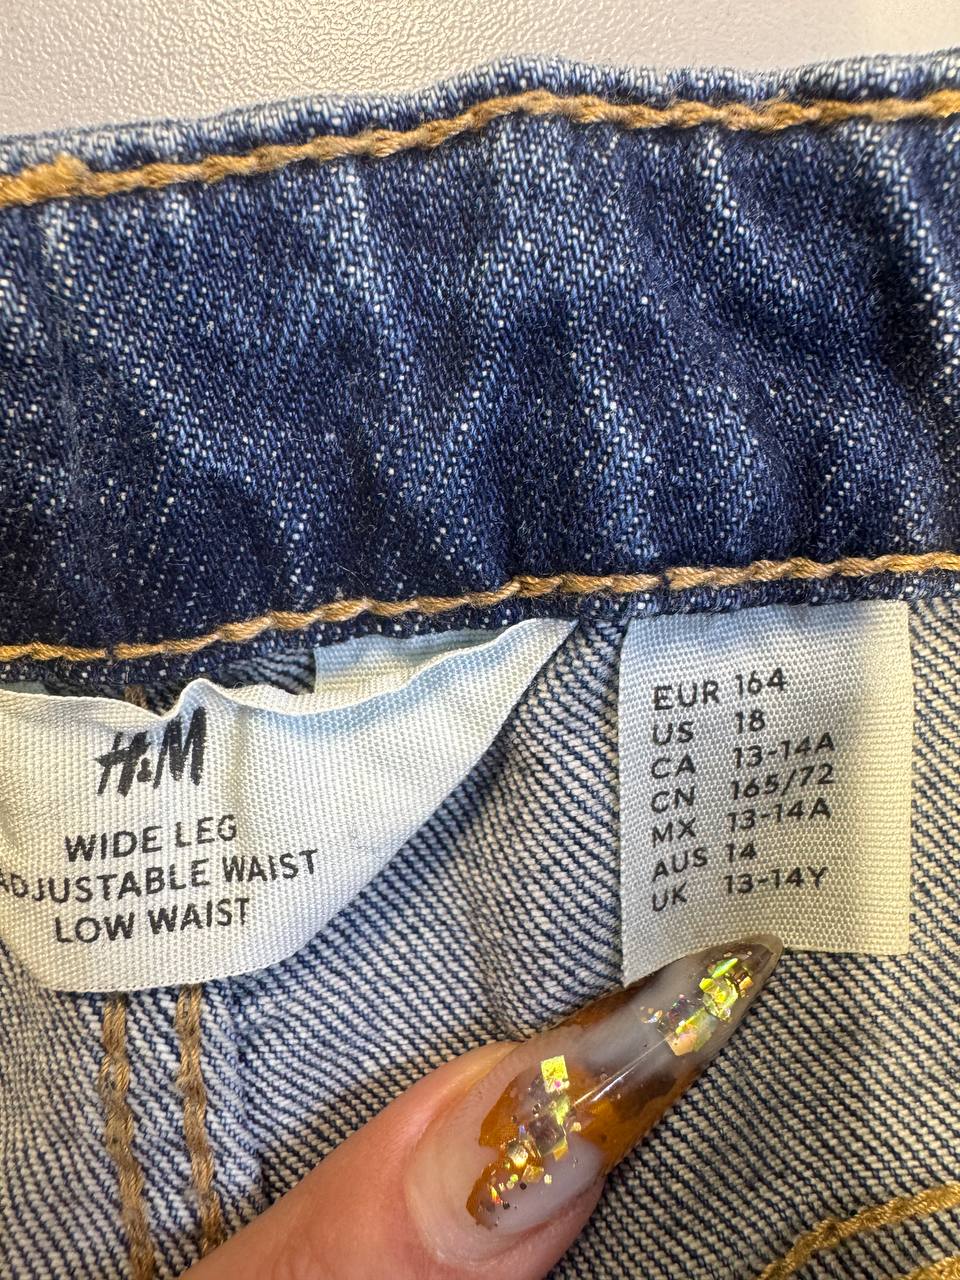 H&M
WIDE LEG
ADJUSTABLE WAIST
LOW WAIST
EUR 164
US 18
CA 13-14A
CN 165/72
MX 13-14A
AUS 14
UK 13-14Y